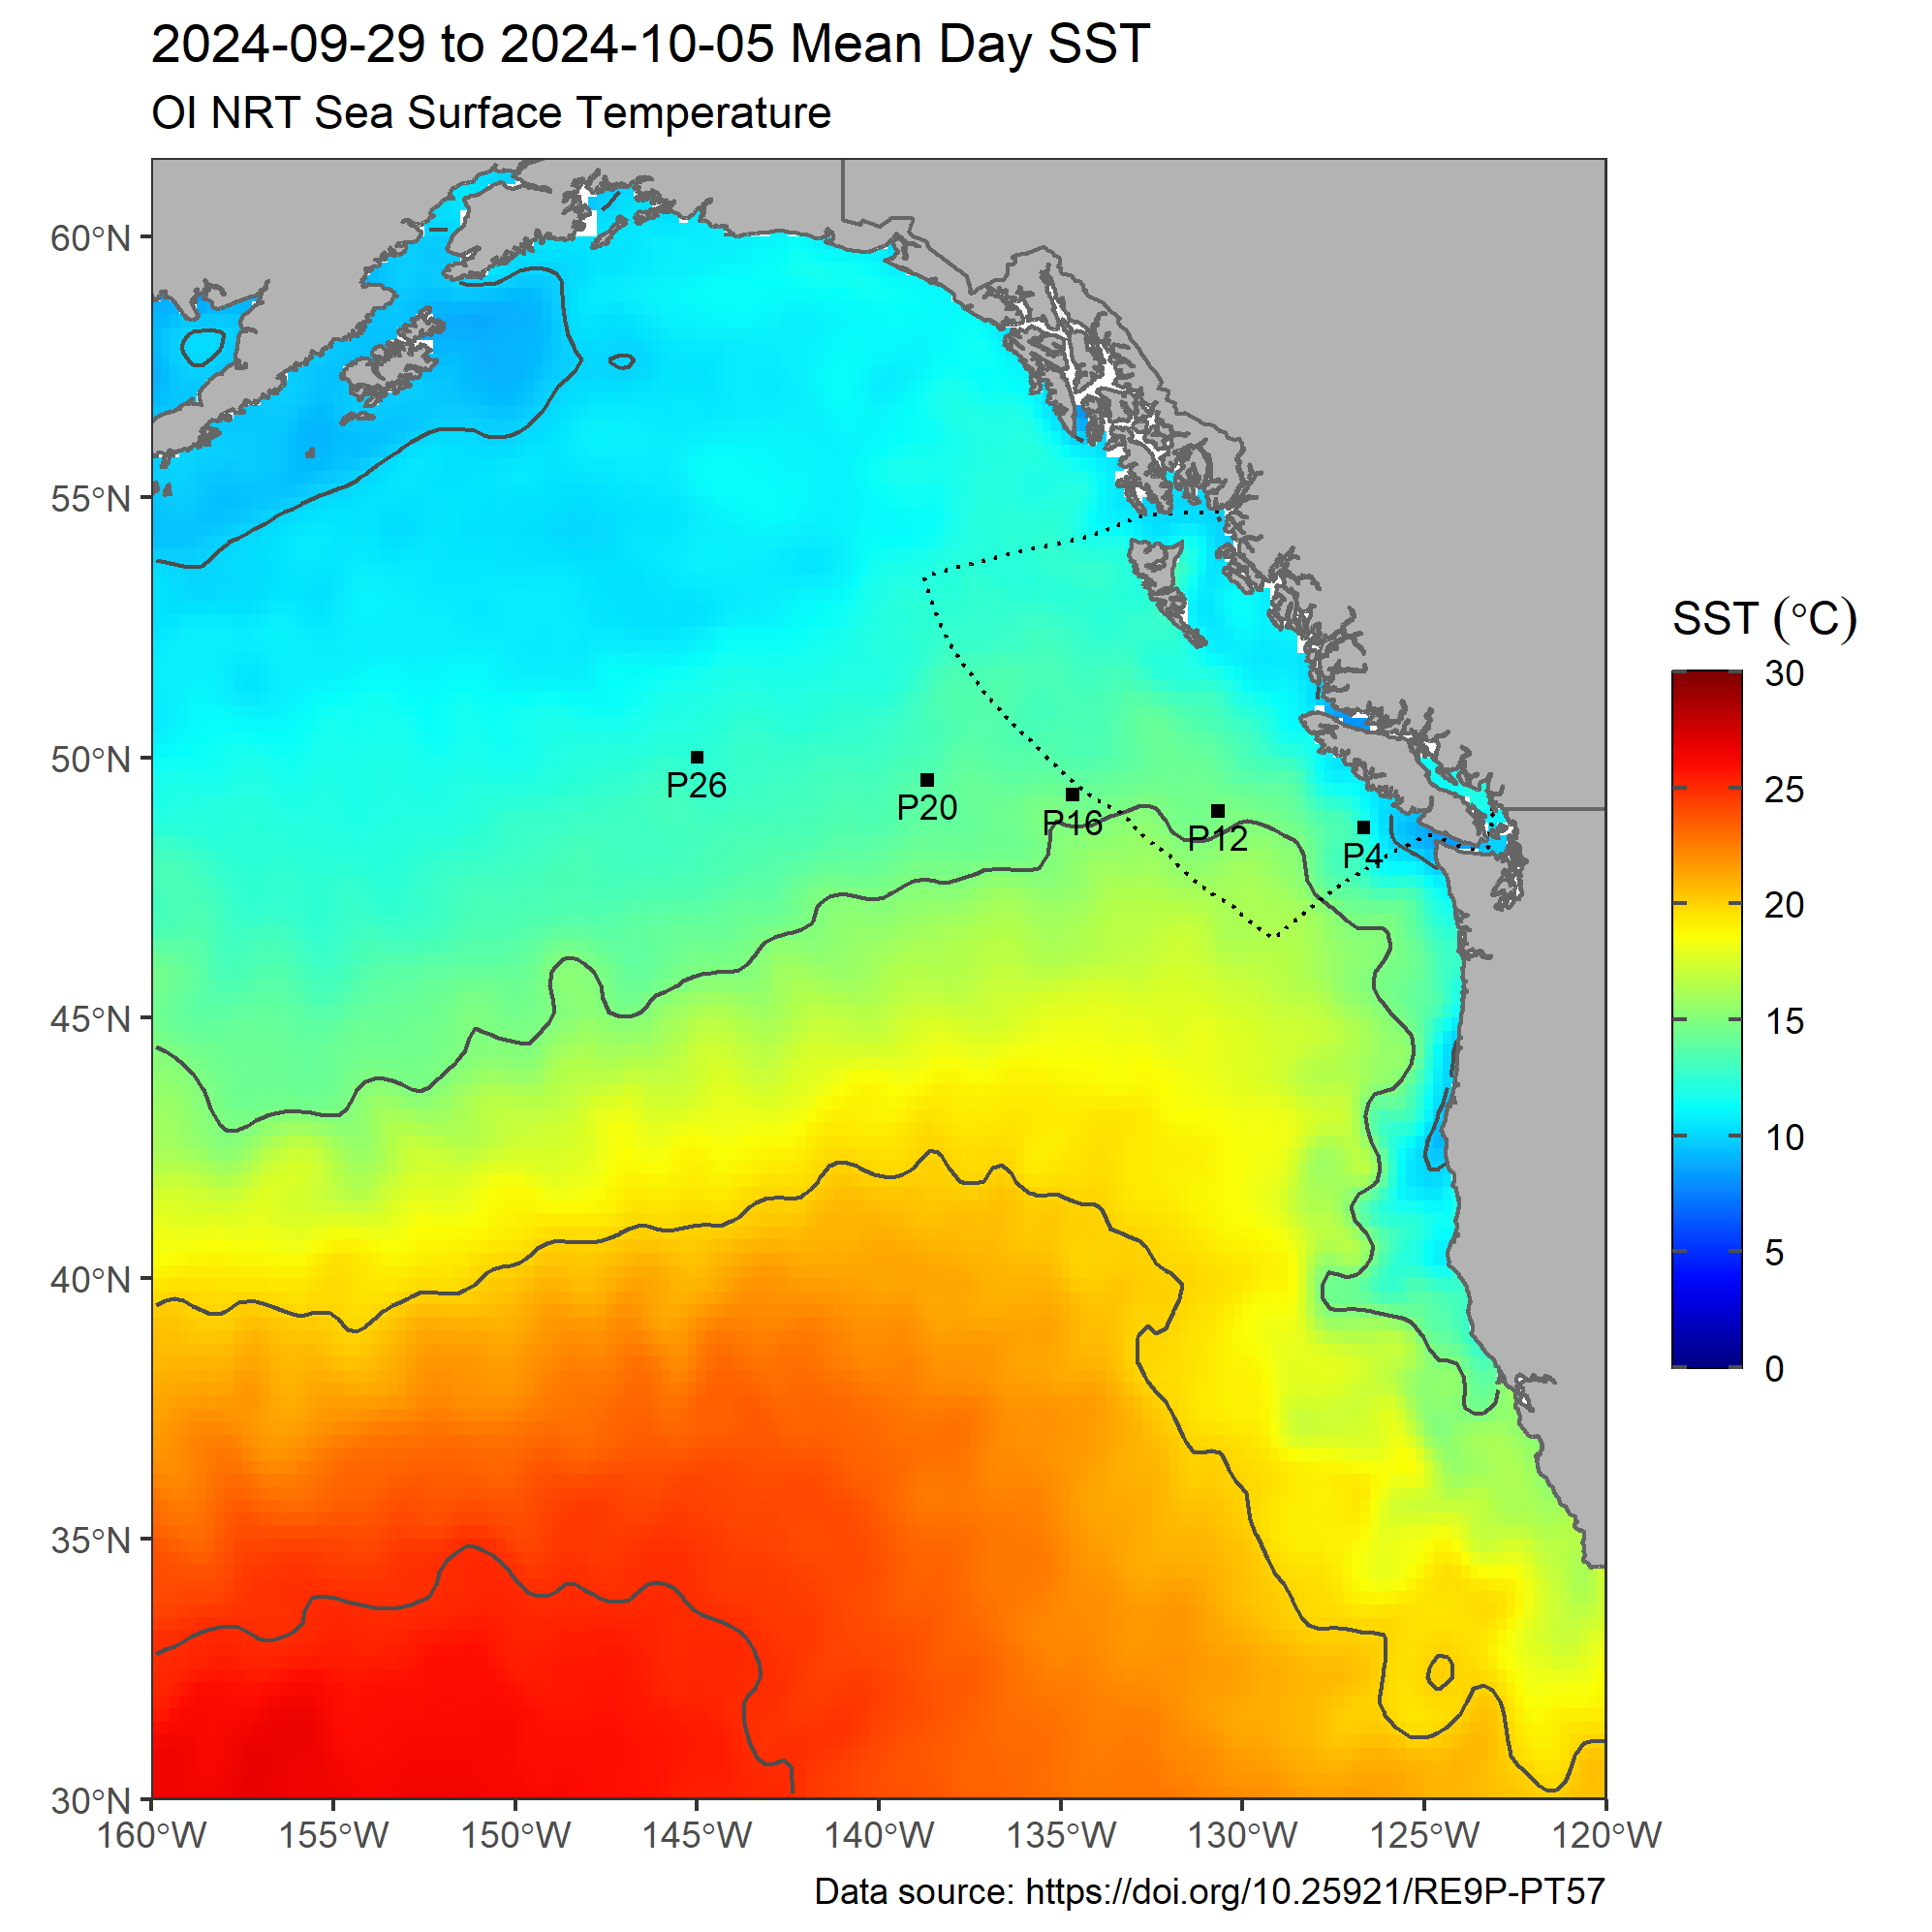 2024-09-29 to 2024-10-05 Mean Day SST
OI NRT Sea Surface Temperature
60°N
55°N
50°N
45°N
40°N
35°N
30°N
P26
P20
P16
P12
P4
160°W
155°W
150°W
145°W
140°W
135°W
130°W
125°W
120°W
SST (°C)
30
25
20
15
10
5
0
Data source: https://doi.org/10.25921/RE9P-PT57